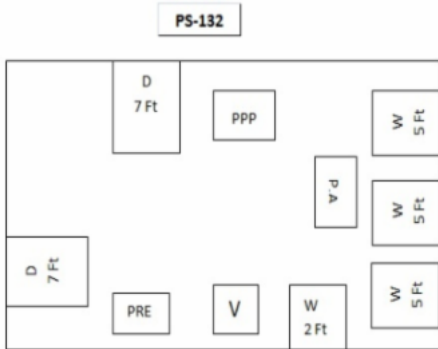 PS-132
D
7 Ft
PPP
W
5 Ft
P.A
W
5 Ft
D
7 Ft
PRE
V
W
2 Ft
W
5 Ft